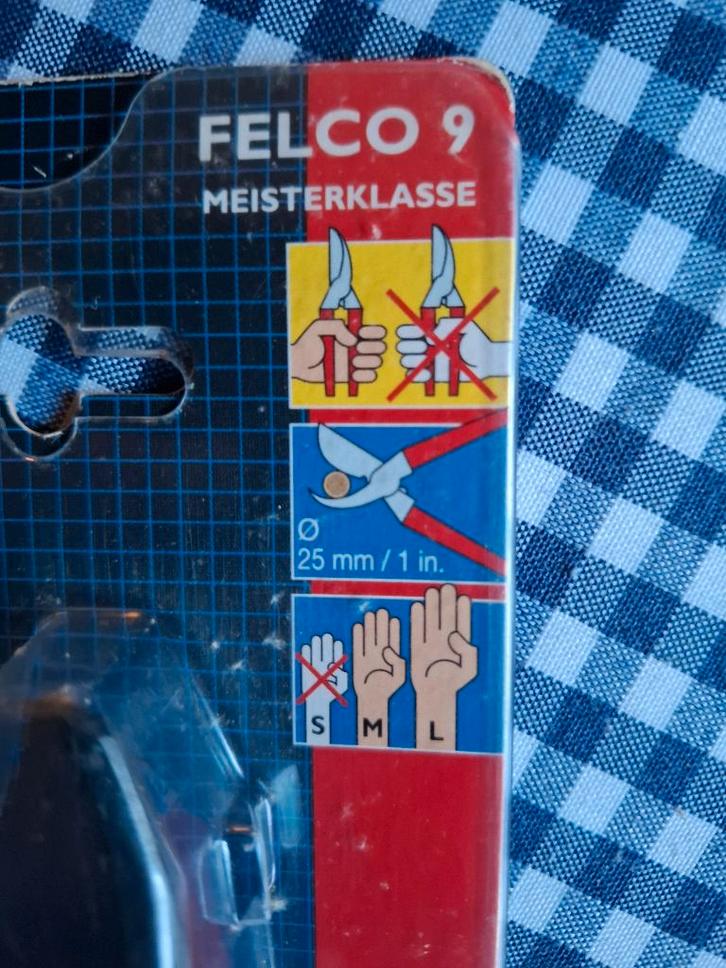 FELCO 9
MEISTERKLASSE
Ø
25 mm / 1 in.
S M L